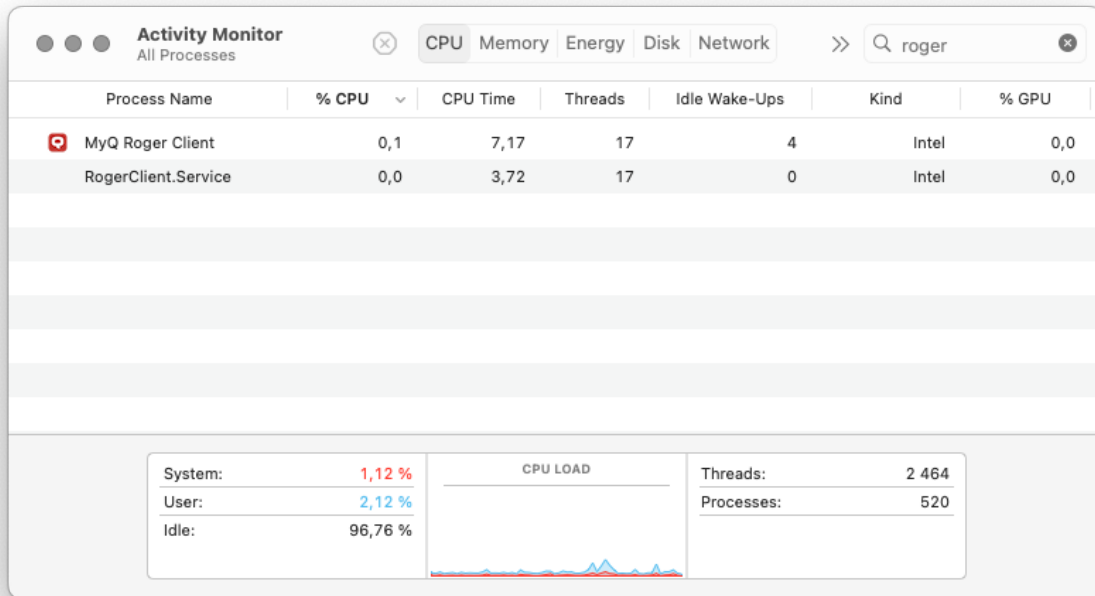 Activity Monitor
All Processes
CPU Memory Energy Disk Network
roger
Process Name % CPU CPU Time Threads Idle Wake-Ups Kind % GPU
MyQ Roger Client 0,1 7,17 17 4 Intel 0,0
RogerClient.Service 0,0 3,72 17 0 Intel 0,0
System: 1,12 %
User: 2,12 %
Idle: 96,76 %
CPU LOAD
Threads: 2 464
Processes: 520